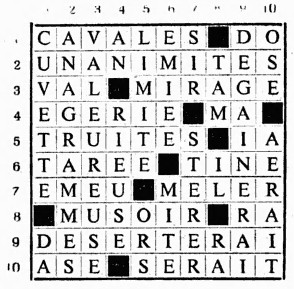 1 2 3 4 5 6 7 8 9 10
1 CAVALES DO
2 UNANIMITES
3 VAL MIRAGE
4 EGERIE MA
5 TRUITES IA
6 TAREE TINE
7 EMEU MELER
8 MUSOIR RA
9 DESERTERAI
10 ASE SERAIT